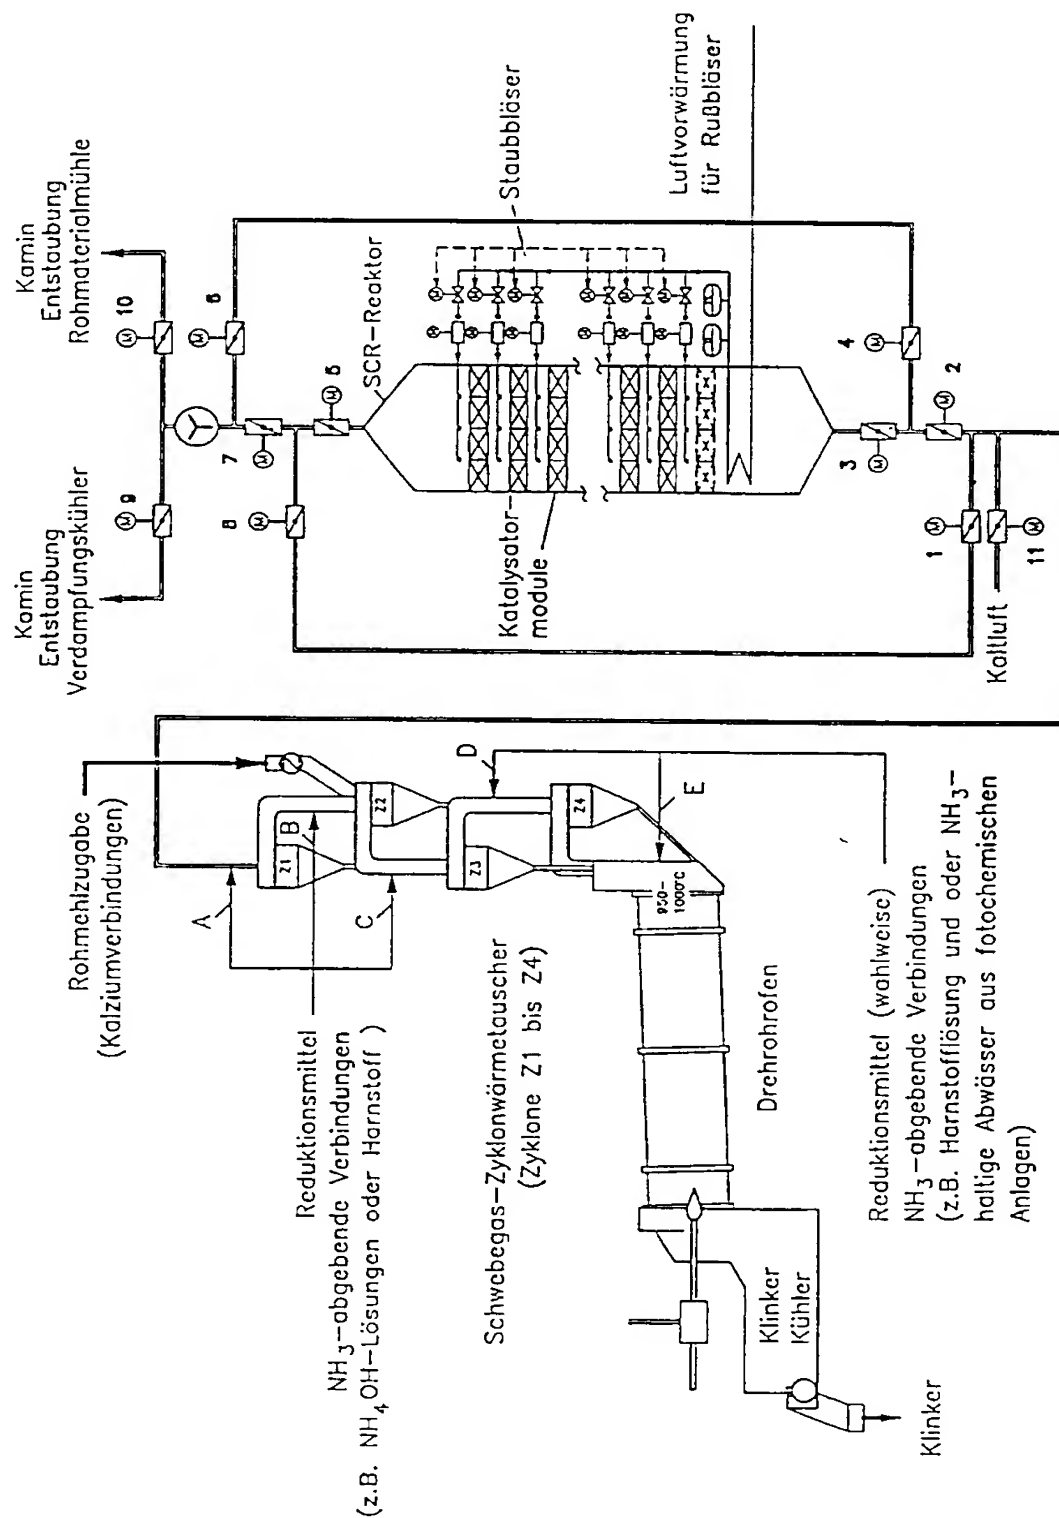 Rohmehlzugabe
(Kalziumverbindungen)
A
B
C
D
E
Z1
Z2
Z3
Z4
950-
1000°C
Reduktionsmittel
NH3-abgebende Verbindungen
(z.B. NH4OH-Lösungen oder Harnstoff )
Schwebegas-Zyklonwärmetauscher
(Zyklone Z1 bis Z4)
Drehrohrofen
Klinker
Kühler
Klinker
Reduktionsmittel (wahlweise)
NH3-abgebende Verbindungen
(z.B. Harnstofflösung und oder NH3-
haltige Abwässer aus fotochemischen
Anlagen)
Kamin
Entstaubung
Verdampfungskühler
Kamin
Entstaubung
Rohmaterialmühle
M
9
M
10
M
6
M
7
M
5
M
8
SCR-Reaktor
Staubbläser
Katalysator-
module
Luftvorwärmung
für Rußbläser
M
3
M
4
M
2
M
1
M
11
Kaltluft